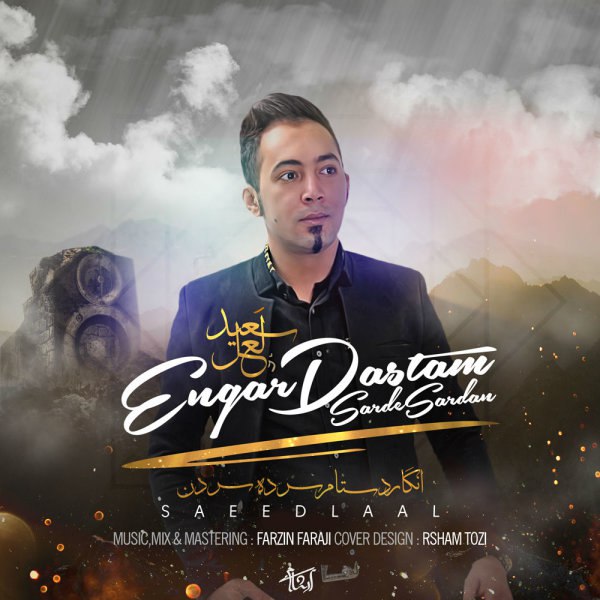 سعید
لعل
Engar Dastam
Sarde Sardan
انگار دستام سرده سردن
SAEEDLAAL
MUSIC,MIX & MASTERING : FARZIN FARAJI COVER DESIGN : RSHAM TOZI